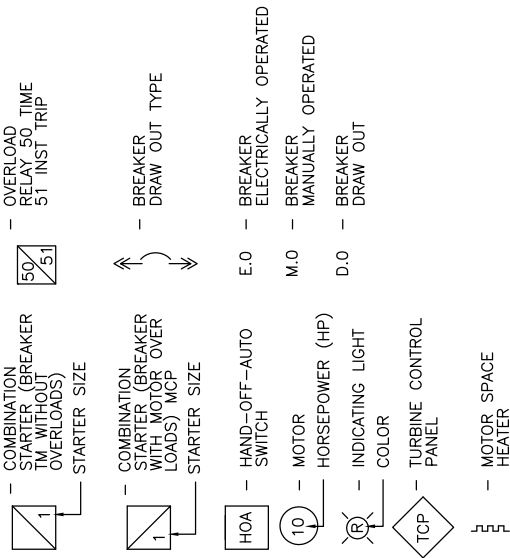 1
- COMBINATION
STARTER (BREAKER
TM WITHOUT
OVERLOADS)
STARTER SIZE
1
- COMBINATION
STARTER (BREAKER
WITH MOTOR OVER
LOADS) MCP
STARTER SIZE
HOA
- HAND-OFF-AUTO
SWITCH
10
- MOTOR
HORSEPOWER (HP)
R
- INDICATING LIGHT
COLOR
TCP
- TURBINE CONTROL
PANEL
- MOTOR SPACE
HEATER
50
51
- OVERLOAD
RELAY 50 TIME
51 INST TRIP
- BREAKER
DRAW OUT TYPE
E.O - BREAKER
ELECTRICALLY OPERATED
M.O - BREAKER
MANUALLY OPERATED
D.O - BREAKER
DRAW OUT